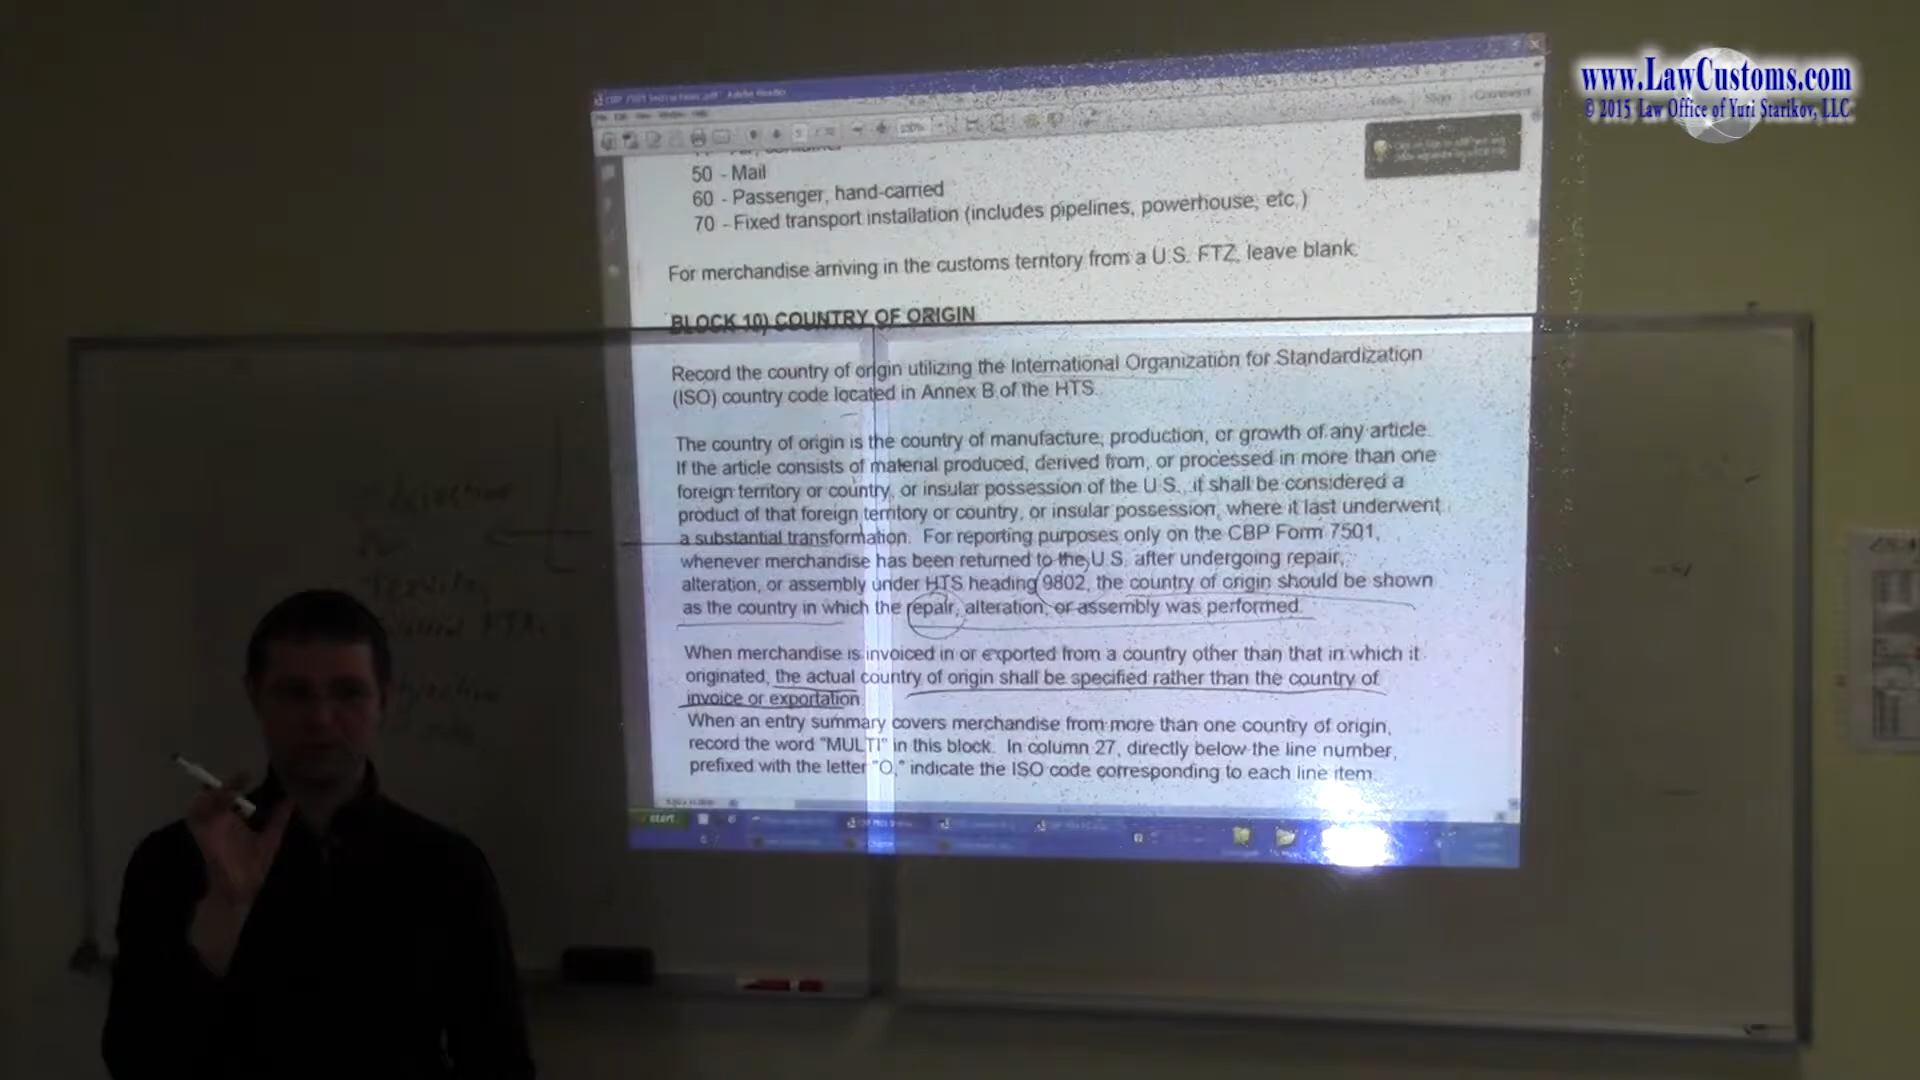 www.LawCustoms.com
© 2015 Law Office of Yuri Starikov, LLC
CBP 7501 Instructions.pdf - Adobe Reader
Tools Sign Comment
50 - Mail
60 - Passenger, hand-carried
70 - Fixed transport installation (includes pipelines, powerhouse, etc.)
For merchandise arriving in the customs territory from a U.S. FTZ, leave blank.
BLOCK 10) COUNTRY OF ORIGIN
Record the country of origin utilizing the International Organization for Standardization
(ISO) country code located in Annex B of the HTS.
The country of origin is the country of manufacture, production, or growth of any article.
If the article consists of material produced, derived from, or processed in more than one
foreign territory or country, or insular possession of the U.S., it shall be considered a
product of that foreign territory or country, or insular possession, where it last underwent
a substantial transformation. For reporting purposes only on the CBP Form 7501,
whenever merchandise has been returned to the U.S. after undergoing repair,
alteration, or assembly under HTS heading 9802, the country of origin should be shown
as the country in which the repair, alteration, or assembly was performed.
When merchandise is invoiced in or exported from a country other than that in which it
originated, the actual country of origin shall be specified rather than the country of
invoice or exportation.
When an entry summary covers merchandise from more than one country of origin,
record the word "MULTI" in this block. In column 27, directly below the line number,
prefixed with the letter "O," indicate the ISO code corresponding to each line item.
start